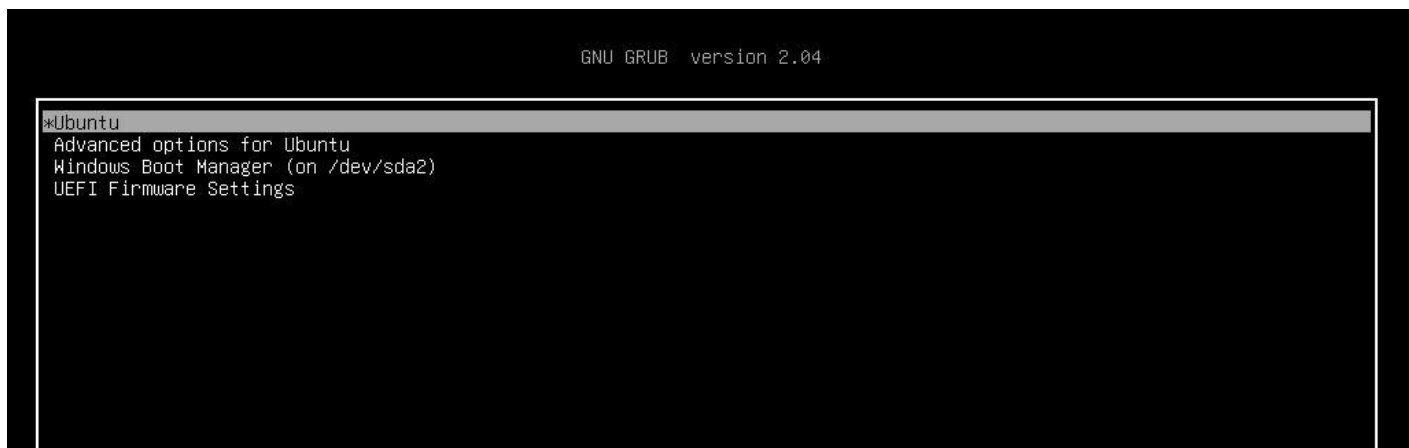 GNU GRUB version 2.04
*Ubuntu
Advanced options for Ubuntu
Windows Boot Manager (on /dev/sda2)
UEFI Firmware Settings